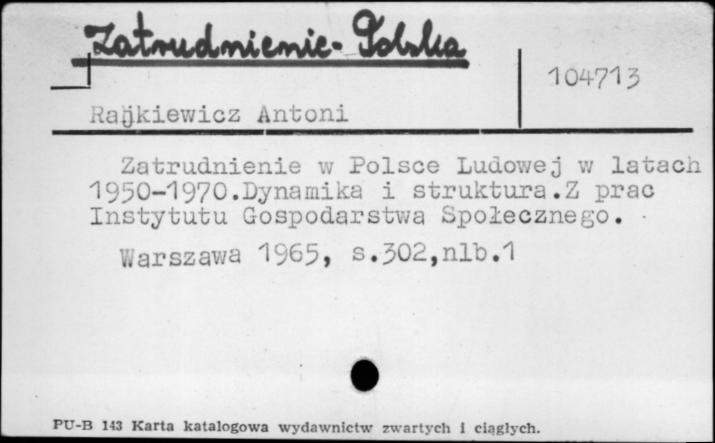 Zatrudnienie- Polska
104713
Rajkiewicz Antoni
Zatrudnienie w Polsce Ludowej w latach
1950-1970.Dynamika i struktura.Z prac
Instytutu Gospodarstwa Społecznego.
Warszawa 1965, s.302,nlb.1
PU-B 143 Karta katalogowa wydawnictw zwartych i ciągłych.